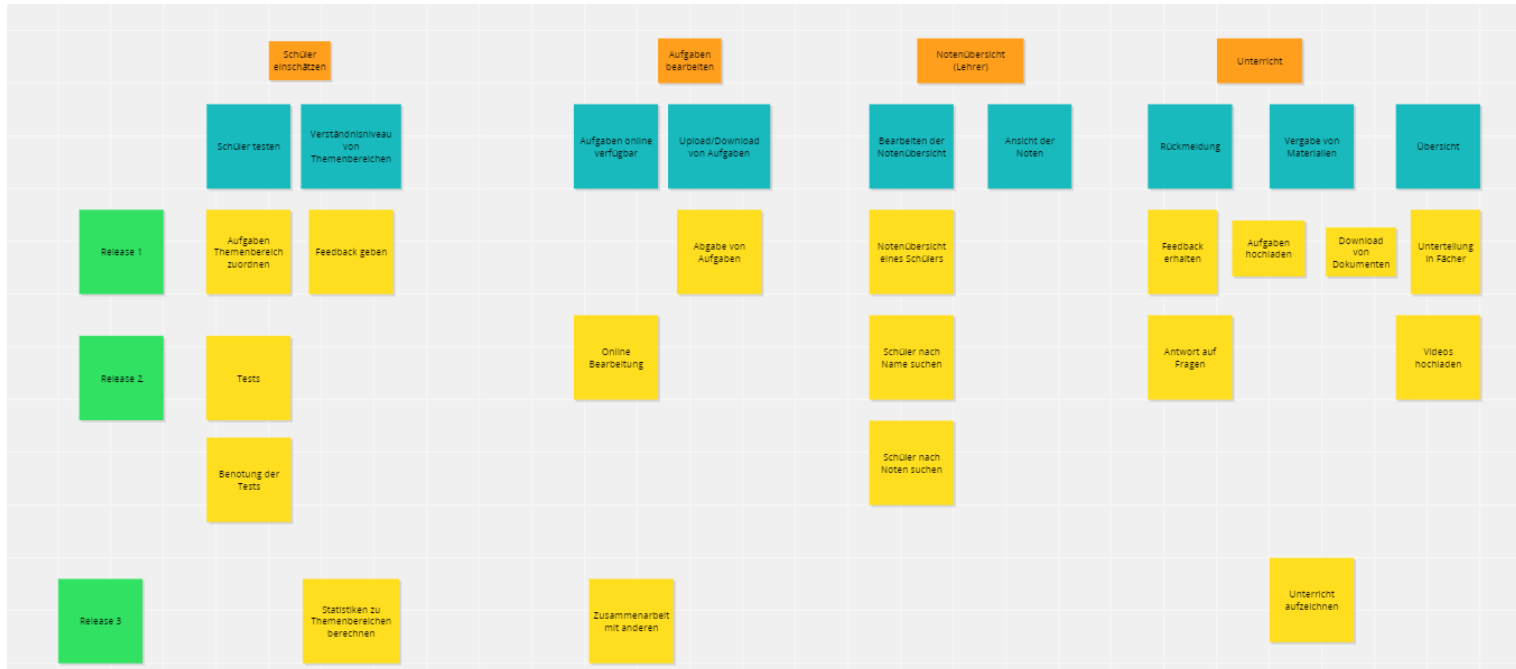 Schüler
einschätzen
Aufgaben
bearbeiten
Notenübersicht
(Lehrer)
Unterricht
Schüler testen
Verständnisniveau
von
Themenbereichen
Aufgaben online
verfügbar
Upload/Download
von Aufgaben
Bearbeiten der
Notenübersicht
Ansicht der
Noten
Rückmeldung
Vergabe von
Materialien
Übersicht
Release 1
Aufgaben
Themenbereich
zuordnen
Feedback geben
Abgabe von
Aufgaben
Notenübersicht
eines Schülers
Feedback
erhalten
Aufgaben
hochladen
Download
von
Dokumenten
Unterteilung
in Fächer
Release 2
Tests
Online
Bearbeitung
Schüler nach
Name suchen
Antwort auf
Fragen
Videos
hochladen
Benotung der
Tests
Schüler nach
Noten suchen
Release 3
Statistiken zu
Themenbereichen
berechnen
Zusammenarbeit
mit anderen
Unterricht
aufzeichnen